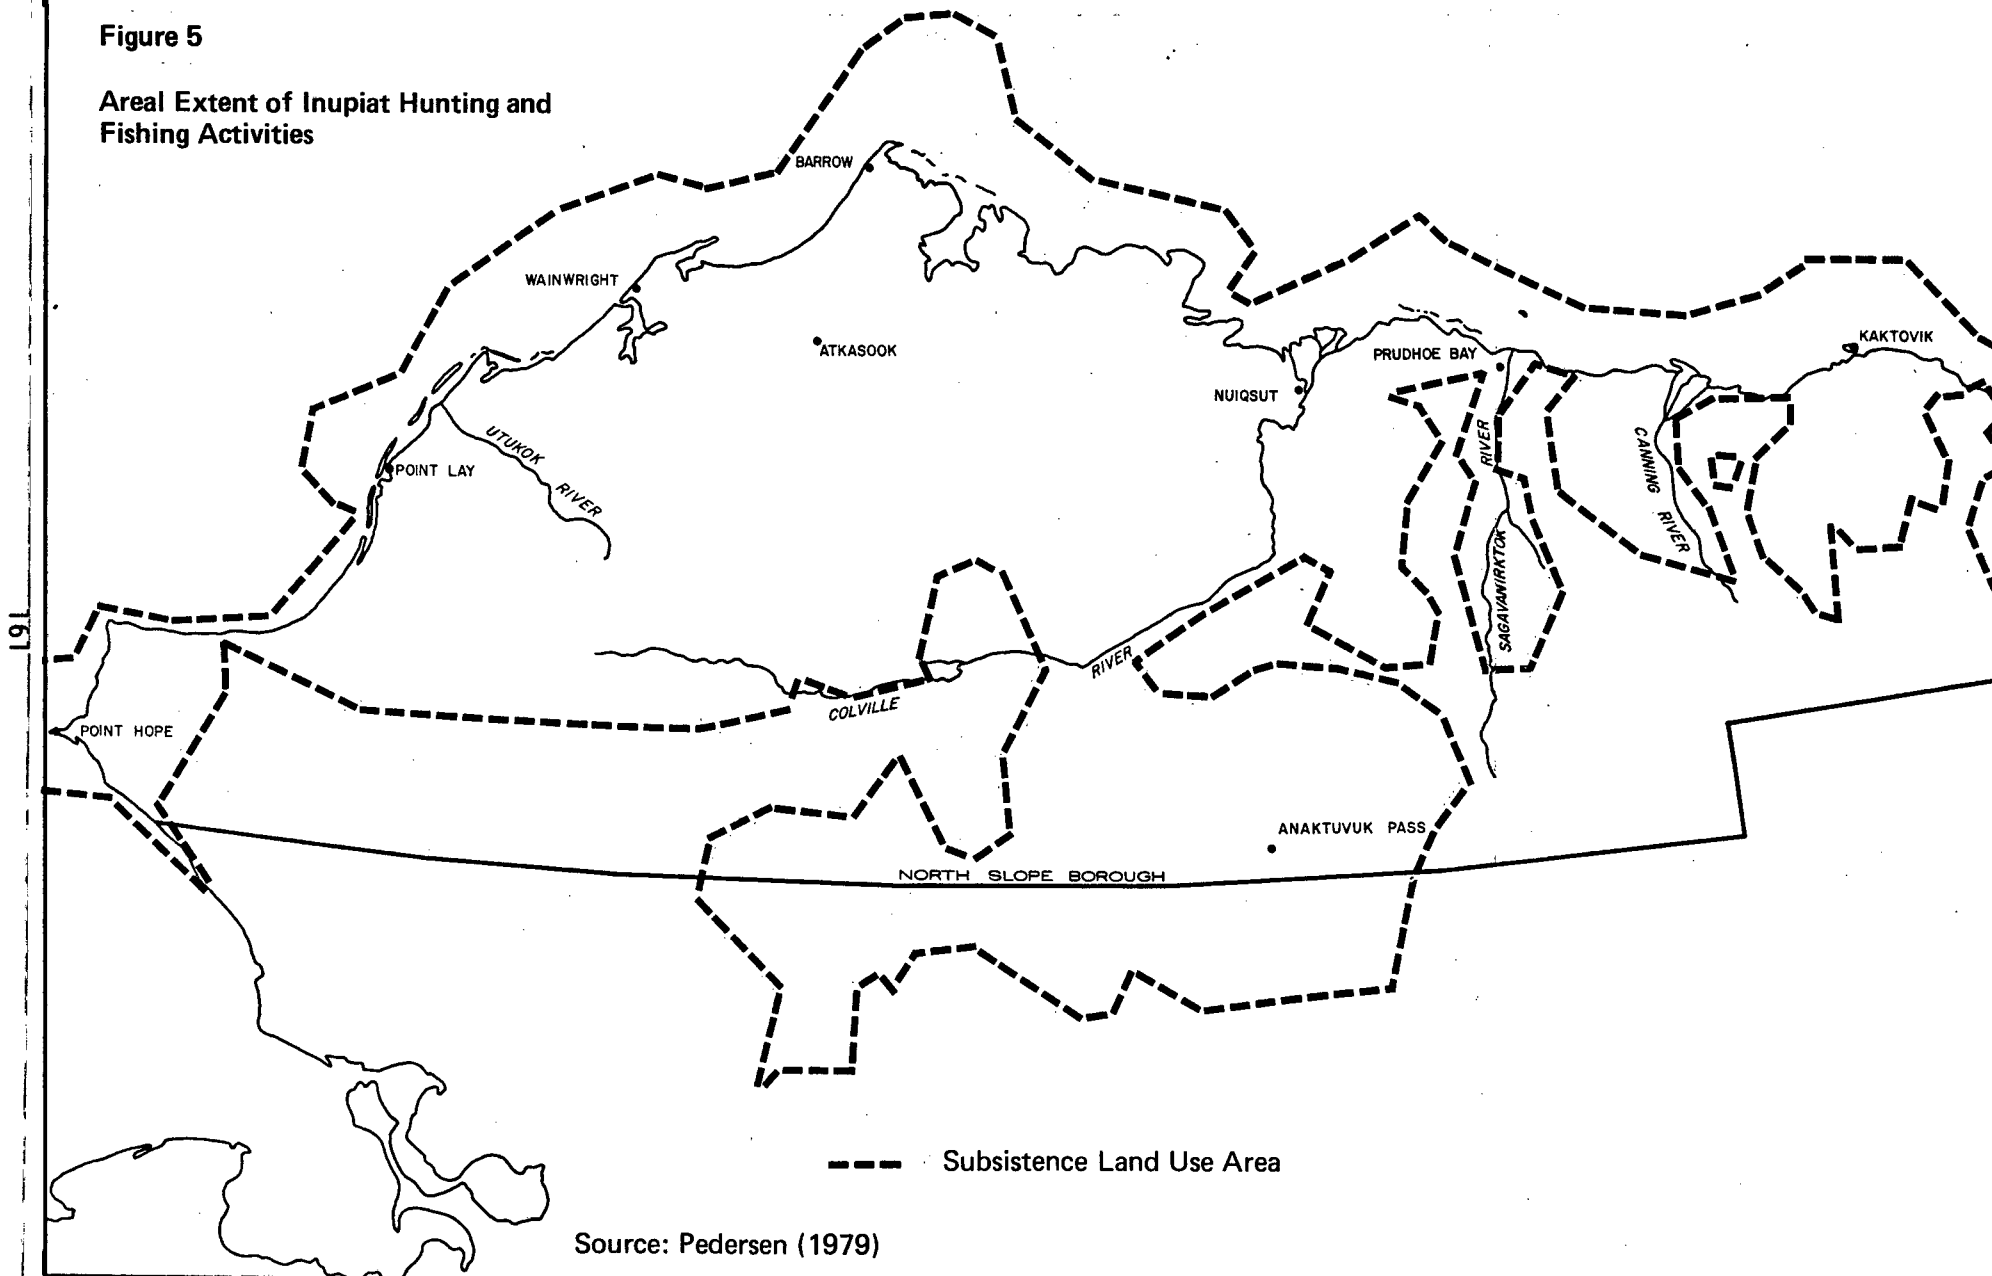 Figure 5
Areal Extent of Inupiat Hunting and
Fishing Activities
BARROW
WAINWRIGHT
ATKASOOK
PRUDHOE BAY
KAKTOVIK
NUIQSUT
UTUKOK
RIVER
POINT LAY
RIVER
SAGAVANIRKTOK
CANNING RIVER
161
COLVILLE
RIVER
POINT HOPE
ANAKTUVUK PASS
NORTH SLOPE BOROUGH
Subsistence Land Use Area
Source: Pedersen (1979)